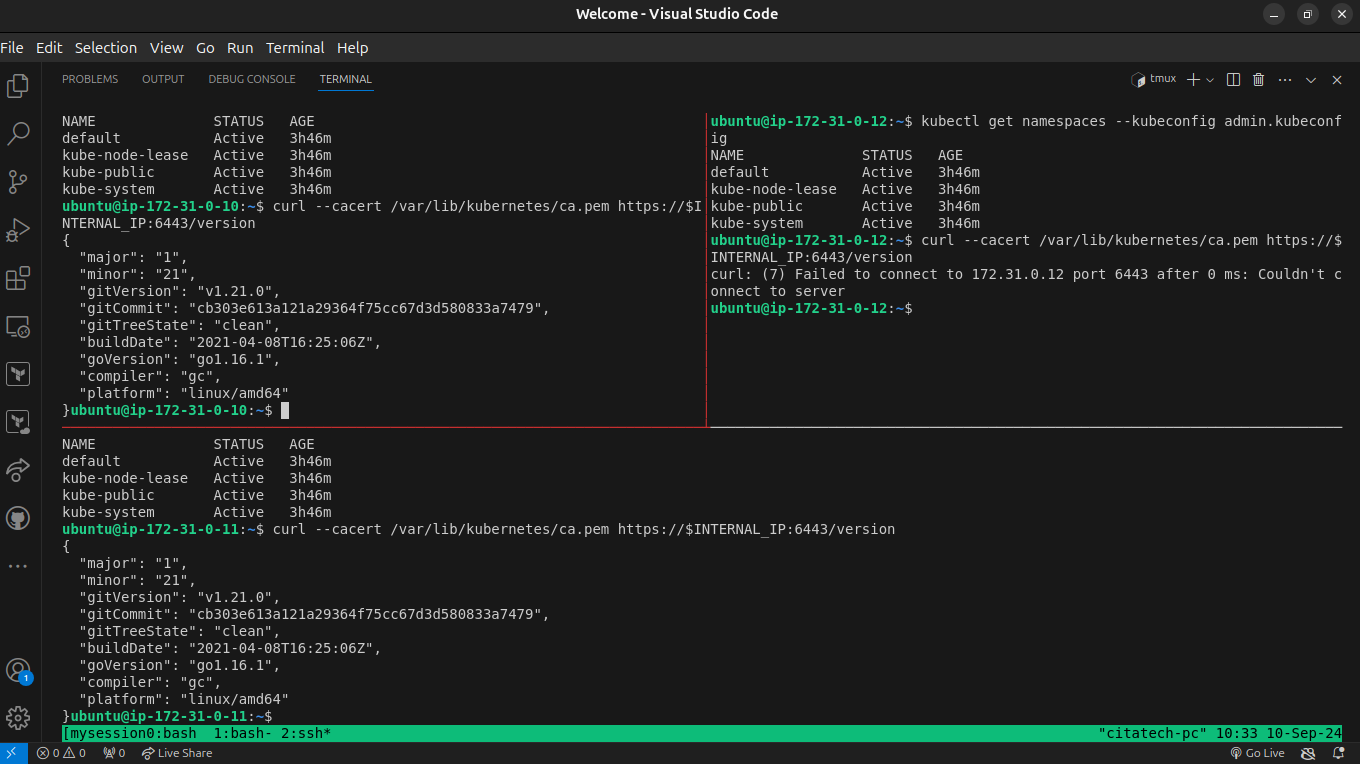 Welcome - Visual Studio Code
File Edit Selection View Go Run Terminal Help
PROBLEMS OUTPUT DEBUG CONSOLE TERMINAL
tmux
NAME              STATUS   AGE
default           Active   3h46m
kube-node-lease   Active   3h46m
kube-public       Active   3h46m
kube-system       Active   3h46m
ubuntu@ip-172-31-0-10:~$ curl --cacert /var/lib/kubernetes/ca.pem https://$I
NTERNAL_IP:6443/version
{
  "major": "1",
  "minor": "21",
  "gitVersion": "v1.21.0",
  "gitCommit": "cb303e613a121a29364f75cc67d3d580833a7479",
  "gitTreeState": "clean",
  "buildDate": "2021-04-08T16:25:06Z",
  "goVersion": "go1.16.1",
  "compiler": "gc",
  "platform": "linux/amd64"
}ubuntu@ip-172-31-0-10:~$
ubuntu@ip-172-31-0-12:~$ kubectl get namespaces --kubeconfig admin.kubeconf
ig
NAME              STATUS   AGE
default           Active   3h46m
kube-node-lease   Active   3h46m
kube-public       Active   3h46m
kube-system       Active   3h46m
ubuntu@ip-172-31-0-12:~$ curl --cacert /var/lib/kubernetes/ca.pem https://$
INTERNAL_IP:6443/version
curl: (7) Failed to connect to 172.31.0.12 port 6443 after 0 ms: Couldn't c
onnect to server
ubuntu@ip-172-31-0-12:~$
NAME              STATUS   AGE
default           Active   3h46m
kube-node-lease   Active   3h46m
kube-public       Active   3h46m
kube-system       Active   3h46m
ubuntu@ip-172-31-0-11:~$ curl --cacert /var/lib/kubernetes/ca.pem https://$INTERNAL_IP:6443/version
{
  "major": "1",
  "minor": "21",
  "gitVersion": "v1.21.0",
  "gitCommit": "cb303e613a121a29364f75cc67d3d580833a7479",
  "gitTreeState": "clean",
  "buildDate": "2021-04-08T16:25:06Z",
  "goVersion": "go1.16.1",
  "compiler": "gc",
  "platform": "linux/amd64"
}ubuntu@ip-172-31-0-11:~$
1
[mysession0:bash  1:bash- 2:ssh* "citatech-pc" 10:33 10-Sep-24
0 0 0 Live Share Go Live